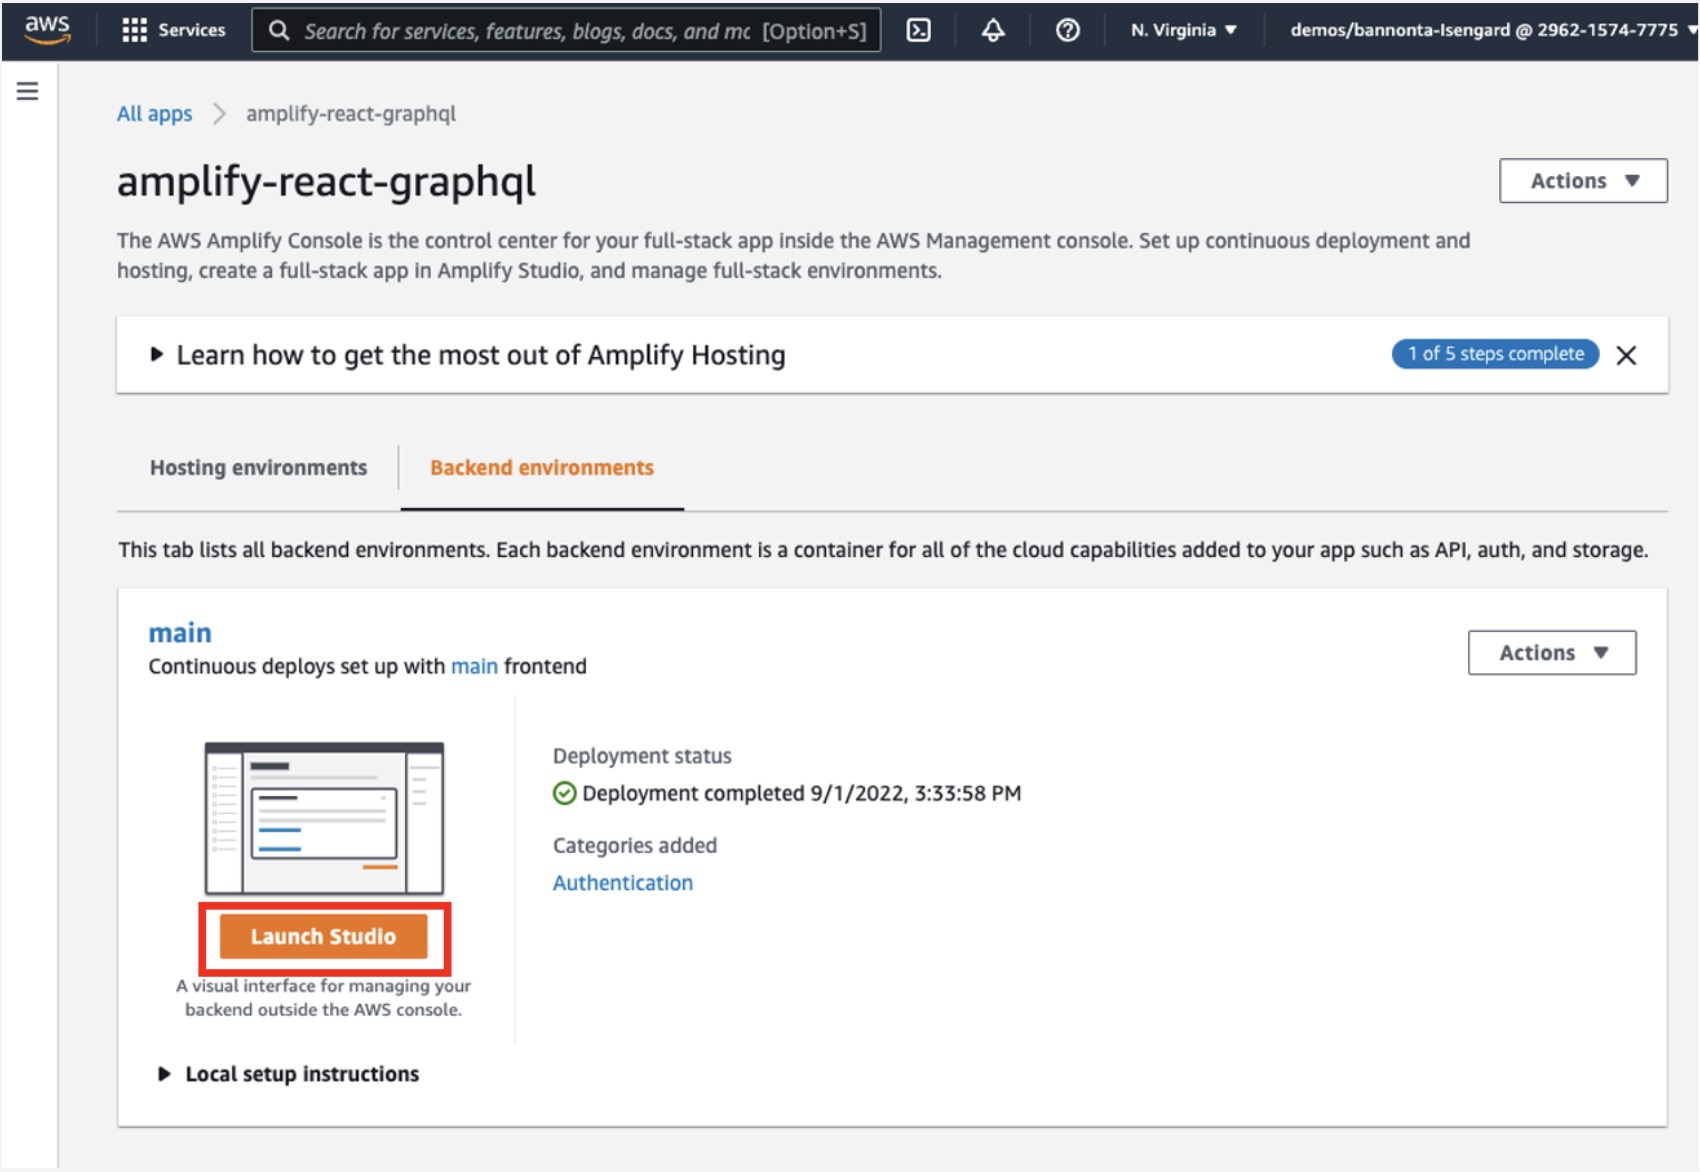 aws
Services
Search for services, features, blogs, docs, and mc [Option+S]
N. Virginia
demos/bannonta-Isengard @ 2962-1574-7775
All apps
amplify-react-graphql
amplify-react-graphql
Actions
The AWS Amplify Console is the control center for your full-stack app inside the AWS Management console. Set up continuous deployment and
hosting, create a full-stack app in Amplify Studio, and manage full-stack environments.
Learn how to get the most out of Amplify Hosting
1 of 5 steps complete
Hosting environments
Backend environments
This tab lists all backend environments. Each backend environment is a container for all of the cloud capabilities added to your app such as API, auth, and storage.
main
Continuous deploys set up with main frontend
Actions
Deployment status
Deployment completed 9/1/2022, 3:33:58 PM
Categories added
Authentication
Launch Studio
A visual interface for managing your
backend outside the AWS console.
Local setup instructions